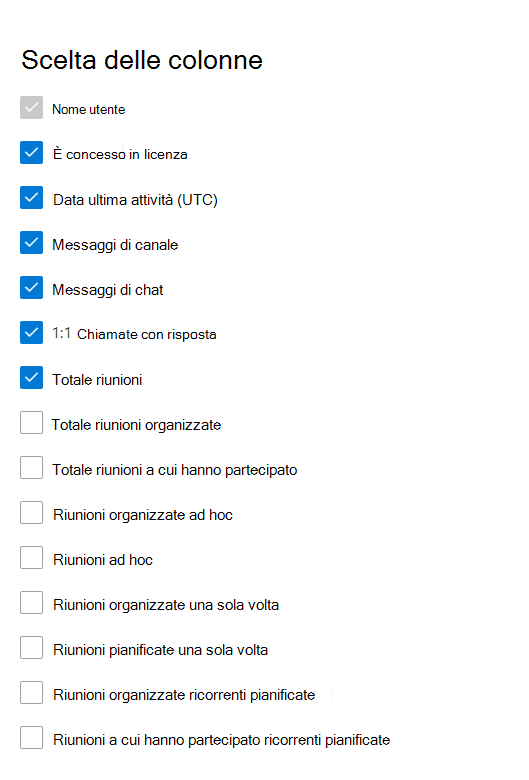 Scelta delle colonne
Nome utente
È concesso in licenza
Data ultima attività (UTC)
Messaggi di canale
Messaggi di chat
1:1 Chiamate con risposta
Totale riunioni
Totale riunioni organizzate
Totale riunioni a cui hanno partecipato
Riunioni organizzate ad hoc
Riunioni ad hoc
Riunioni organizzate una sola volta
Riunioni pianificate una sola volta
Riunioni organizzate ricorrenti pianificate
Riunioni a cui hanno partecipato ricorrenti pianificate